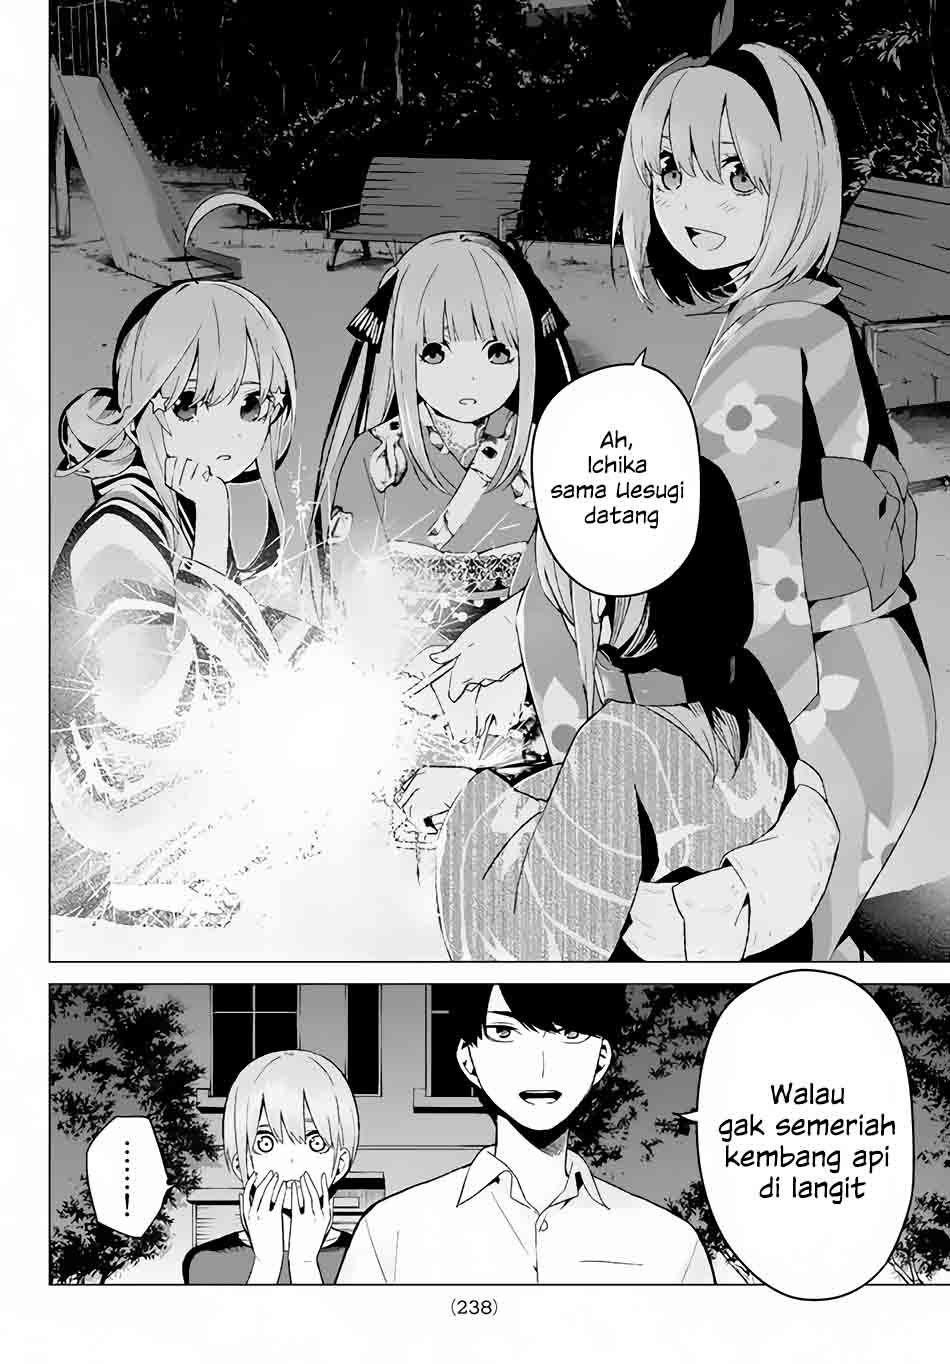 Ah,
Ichika
sama Uesugi
datang
Walau
gak semeriah
kembang api
di langit
........!
(238)